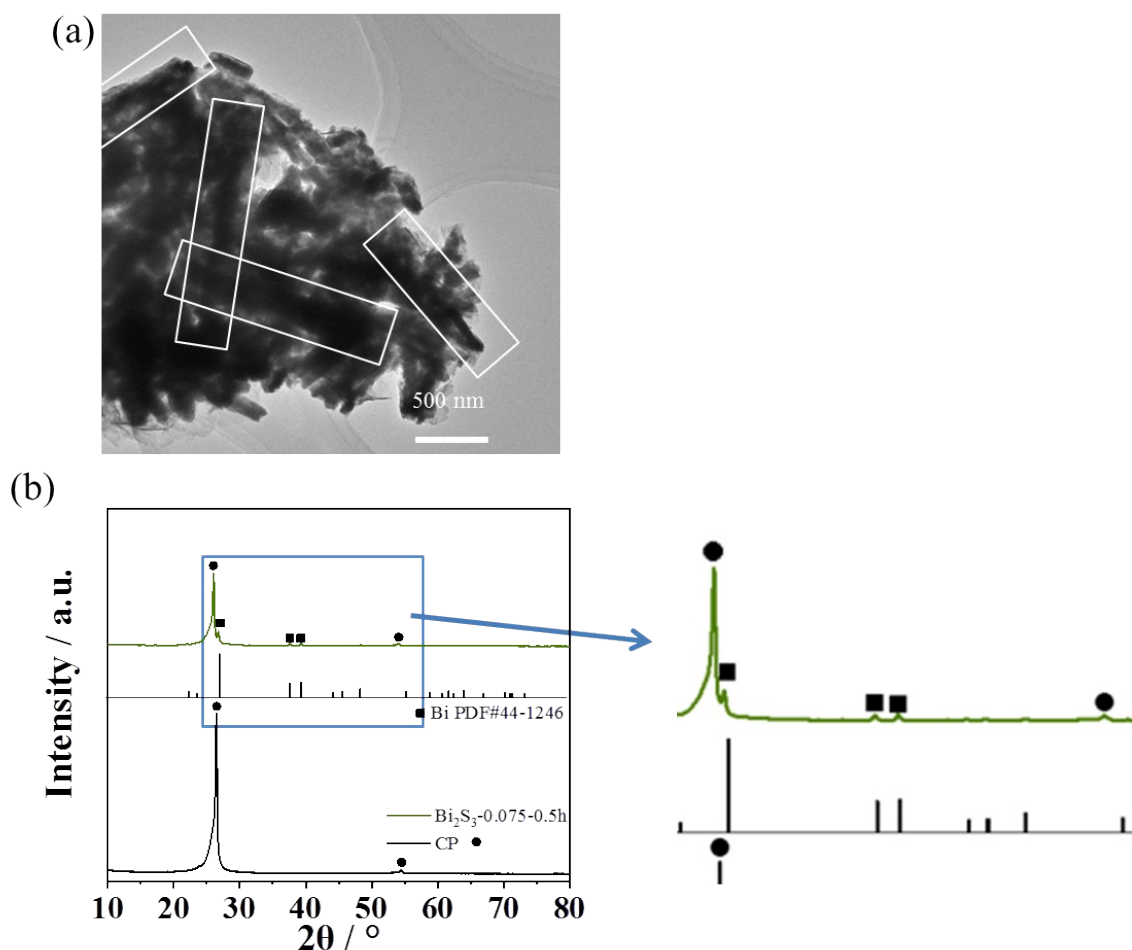 (a)
500 nm
(b)
Intensity / a.u.
Bi PDF#44-1246
Bi₂S₃-0.075-0.5h
CP
10 20 30 40 50 60 70 80
2θ / °